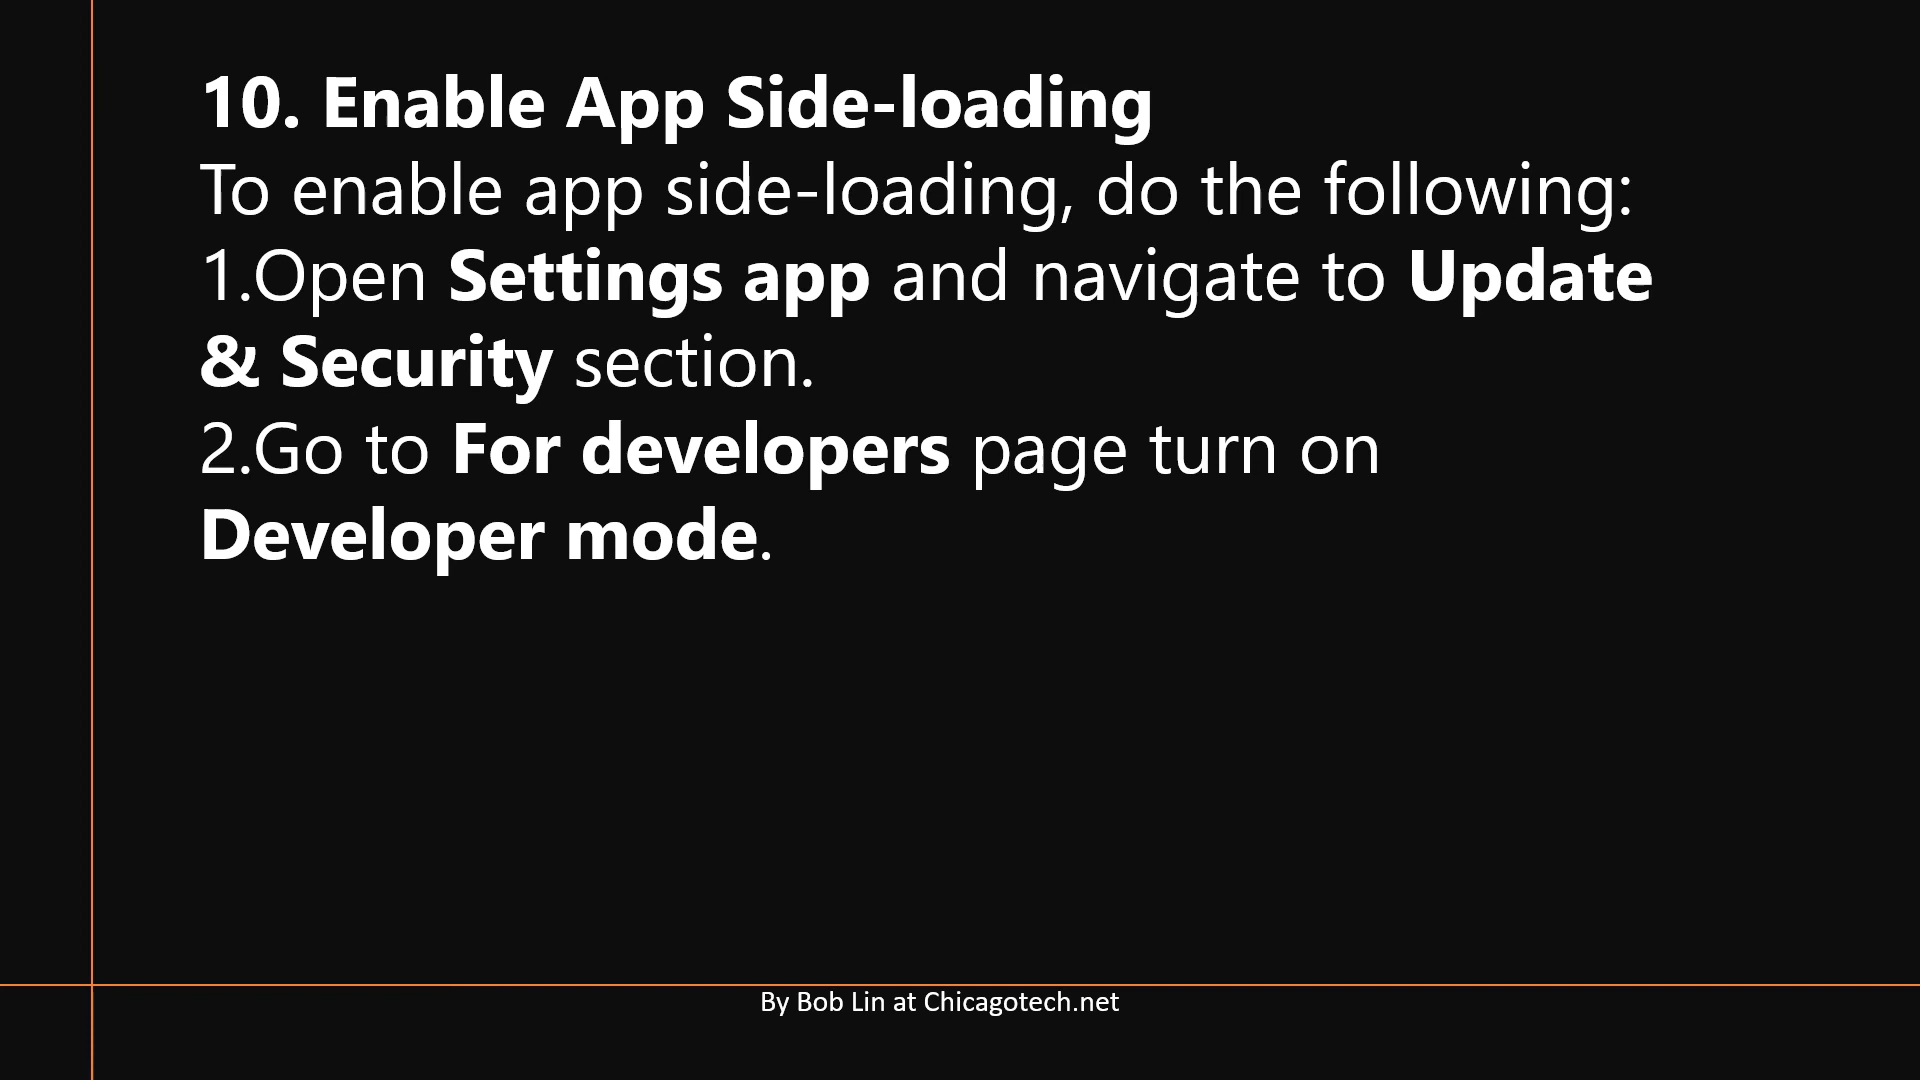 10. Enable App Side-loading
To enable app side-loading, do the following:
1.Open Settings app and navigate to Update
& Security section.
2.Go to For developers page turn on
Developer mode.
By Bob Lin at Chicagotech.net